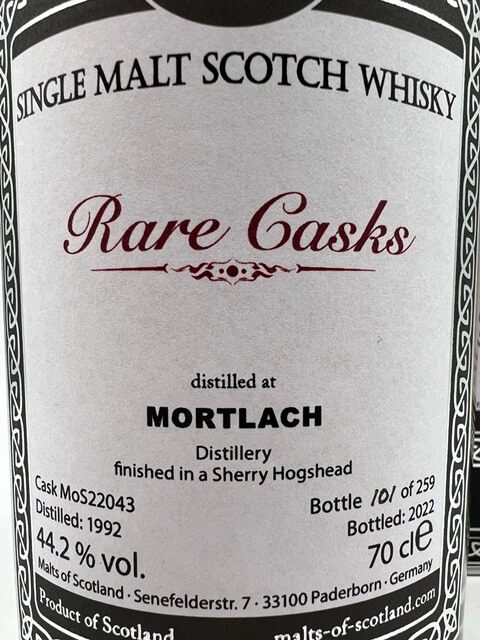 SINGLE MALT SCOTCH WHISKY
Rare Casks
distilled at
MORTLACH
Distillery
finished in a Sherry Hogshead
Cask MoS22043
Distilled: 1992
44.2 % vol.
Bottle 101 of 259
Bottled: 2022
70 cle
Malts of Scotland · Senefelderstr. 7 · 33100 Paderborn · Germany
Product of Scotland
malts-of-scotland.com